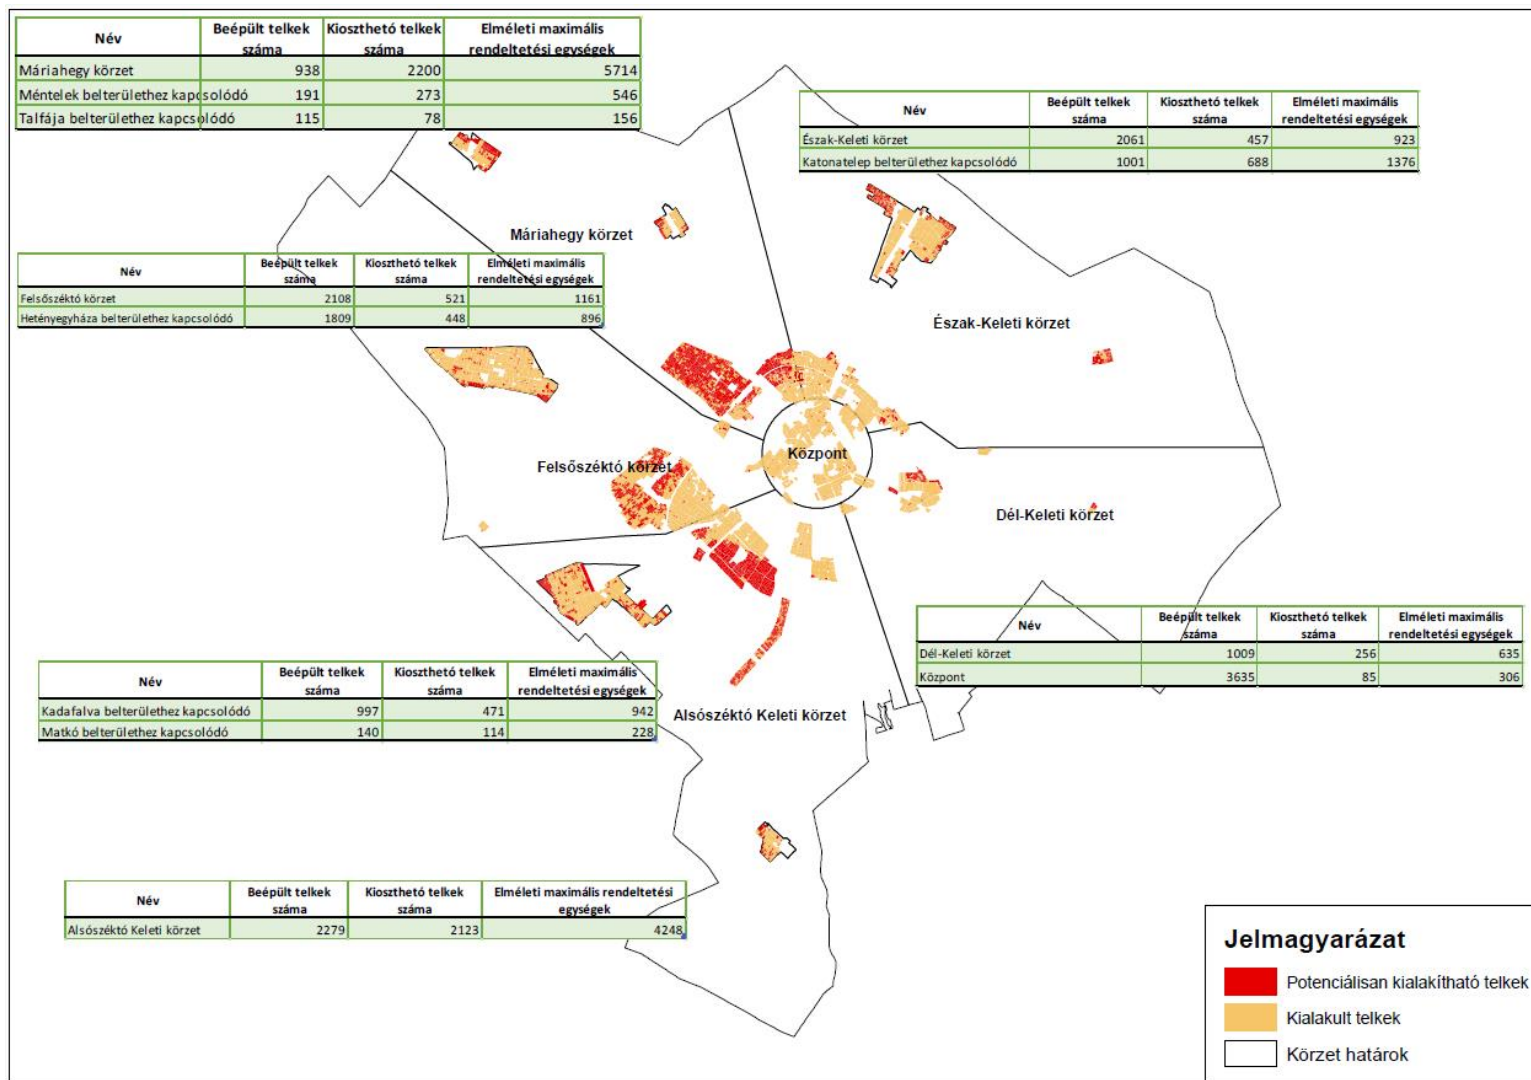 Név Beépült telkek száma Kiosztható telkek száma Elméleti maximális rendeltetési egységek
Máriahegy körzet 938 2200 5714
Méntelek belterülethez kapcsolódó 191 273 546
Talfája belterülethez kapcsolódó 115 78 156
Név Beépült telkek száma Kiosztható telkek száma Elméleti maximális rendeltetési egységek
Észak-Keleti körzet 2061 457 923
Katonatelep belterülethez kapcsolódó 1001 688 1376
Máriahegy körzet
Név Beépült telkek száma Kiosztható telkek száma Elméleti maximális rendeltetési egységek
Felsőszéktó körzet 2108 521 1161
Hetényegyháza belterülethez kapcsolódó 1809 448 896
Észak-Keleti körzet
Központ
Felsőszéktó körzet
Dél-Keleti körzet
Név Beépült telkek száma Kiosztható telkek száma Elméleti maximális rendeltetési egységek
Dél-Keleti körzet 1009 256 635
Központ 3635 85 306
Név Beépült telkek száma Kiosztható telkek száma Elméleti maximális rendeltetési egységek
Kadafalva belterülethez kapcsolódó 997 471 942
Matkó belterülethez kapcsolódó 140 114 228
Alsószéktó Keleti körzet
Név Beépült telkek száma Kiosztható telkek száma Elméleti maximális rendeltetési egységek
Alsószéktó Keleti körzet 2279 2123 4248
Jelmagyarázat
Potenciálisan kialakítható telkek
Kialakult telkek
Körzet határok